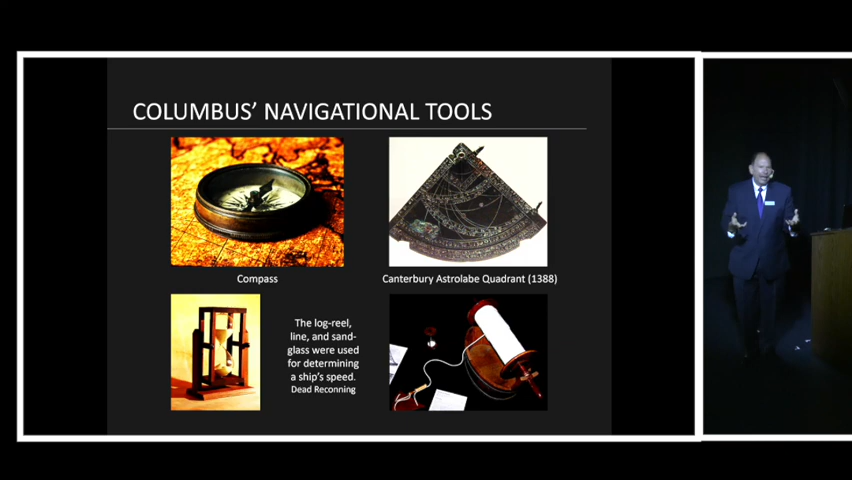 COLUMBUS’ NAVIGATIONAL TOOLS
Compass
Canterbury Astrolabe Quadrant (1388)
The log-reel,
line, and sand-
glass were used
for determining
a ship’s speed.
Dead Reconning